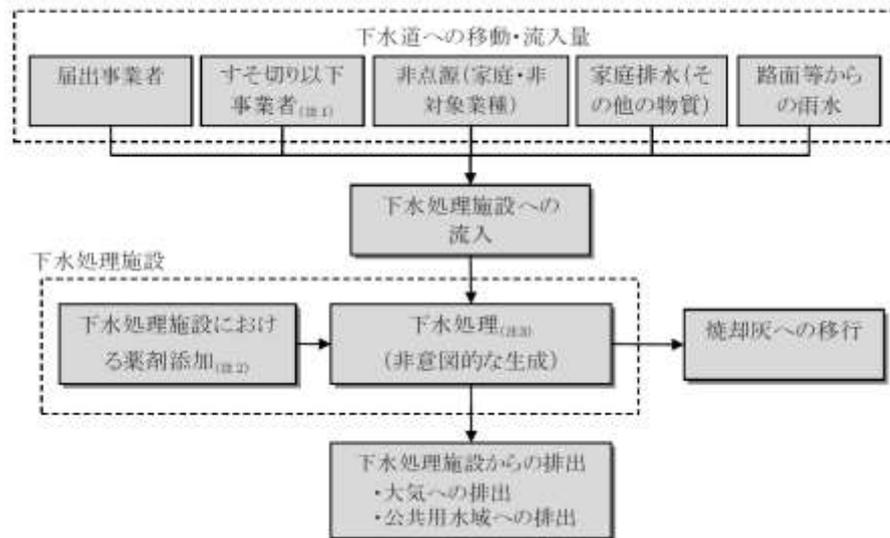 下水道への移動・流入量
届出事業者
すそ切り以下
事業者(注1)
非点源(家庭・非
対象業種)
家庭排水(そ
の他の物質)
路面等から
の雨水
下水処理施設への
流入
下水処理施設
下水処理施設におけ
る薬剤添加(注2)
下水処理(注3)
(非意図的な生成)
焼却灰への移行
下水処理施設からの排出
・大気への排出
・公共用水域への排出